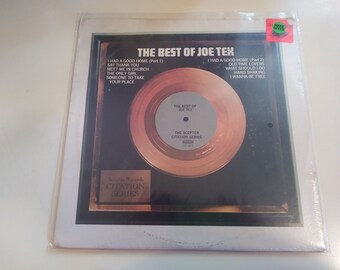 THE BEST OF JOE TEX
I HAD A GOOD HOME (Part 1)
SAY THANK YOU
MEET ME IN CHURCH
THE ONLY GIRL
SOMEONE TO TAKE
YOUR PLACE
I HAD A GOOD HOME (Part 2)
OLD TIME LOVERS
WHAT SHOULD I DO
HAND SHAKING
I WANNA BE FREE
THE BEST OF
JOE TEX
THE
CITATION SERIES
CITATION
SERIES